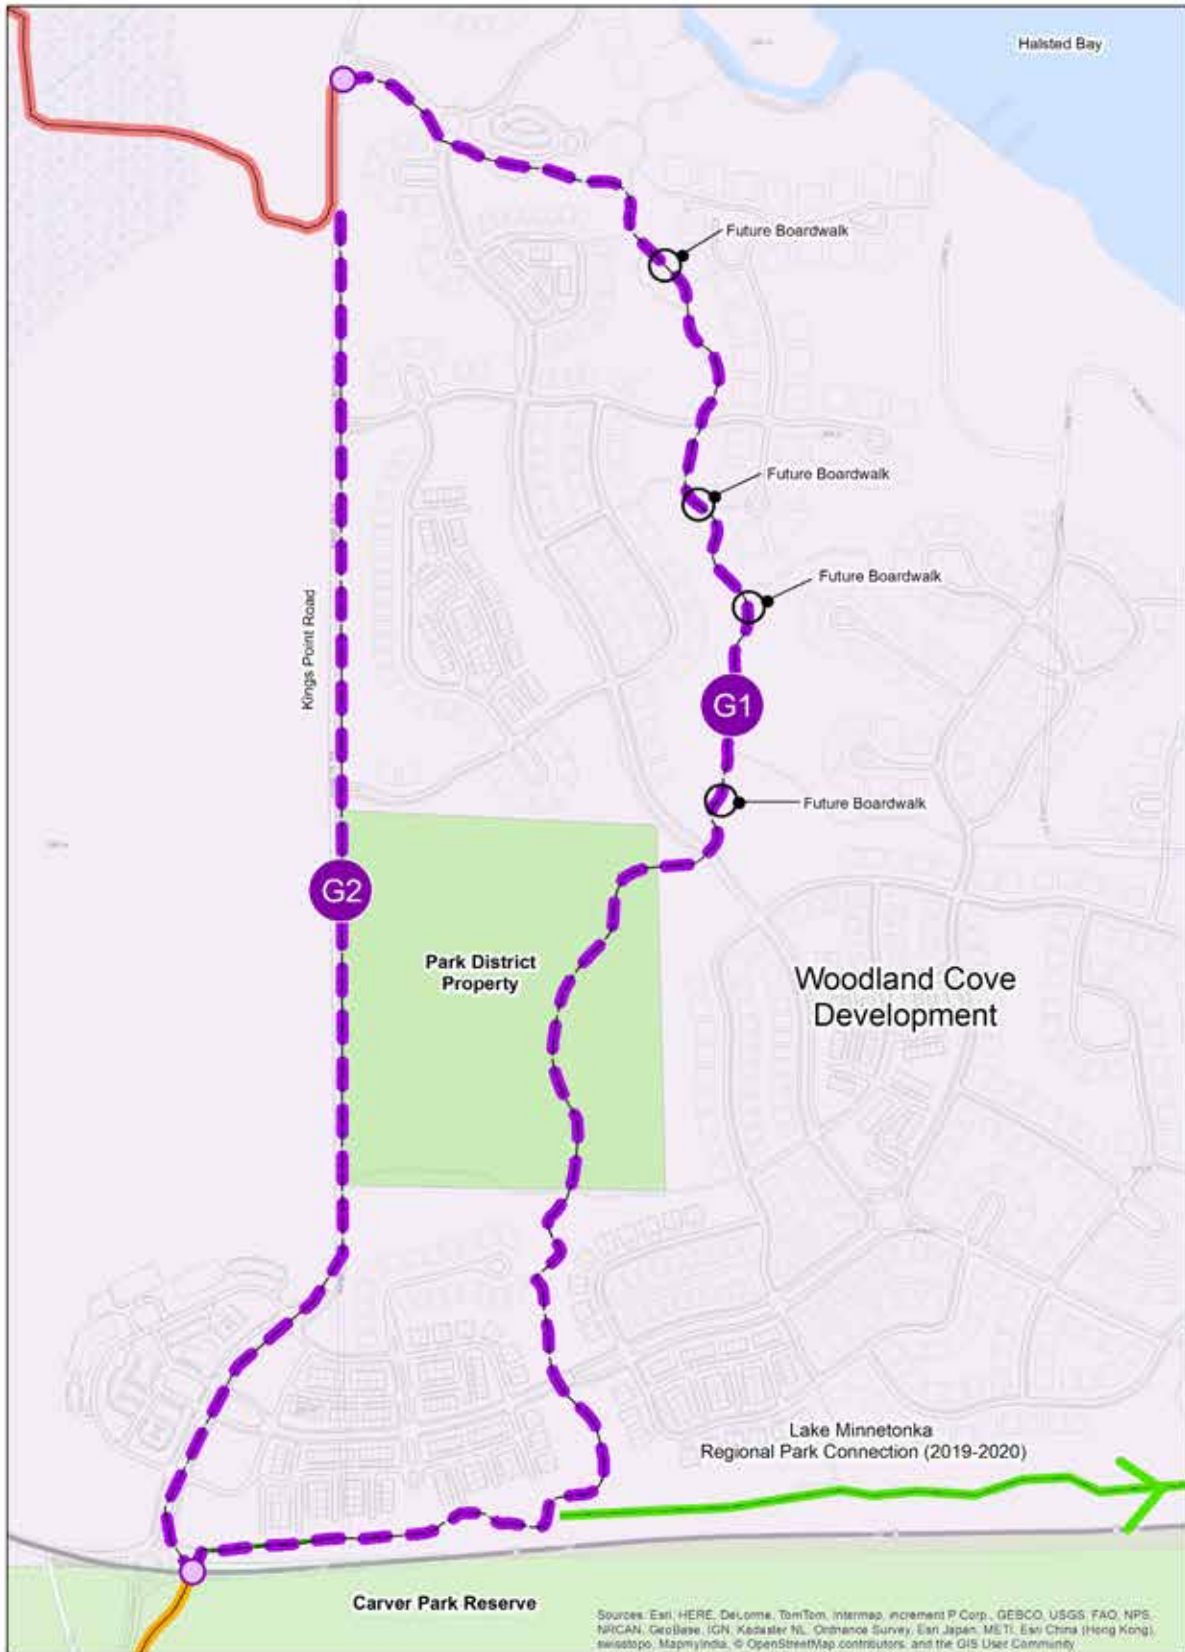 Halsted Bay
Future Boardwalk
Future Boardwalk
Future Boardwalk
Kings Point Road
G1
Future Boardwalk
G2
Park District
Property
Woodland Cove
Development
Lake Minnetonka
Regional Park Connection (2019-2020)
Carver Park Reserve
Sources: Esri, HERE, DeLorme, TomTom, Intermap, increment P Corp., GEBCO, USGS, FAO, NPS,
NRCAN, GeoBase, IGN, Kadaster NL, Ordnance Survey, Esri Japan, METI, Esri China (Hong Kong),
swisstopo, MapmyIndia, © OpenStreetMap contributors, and the GIS User Community